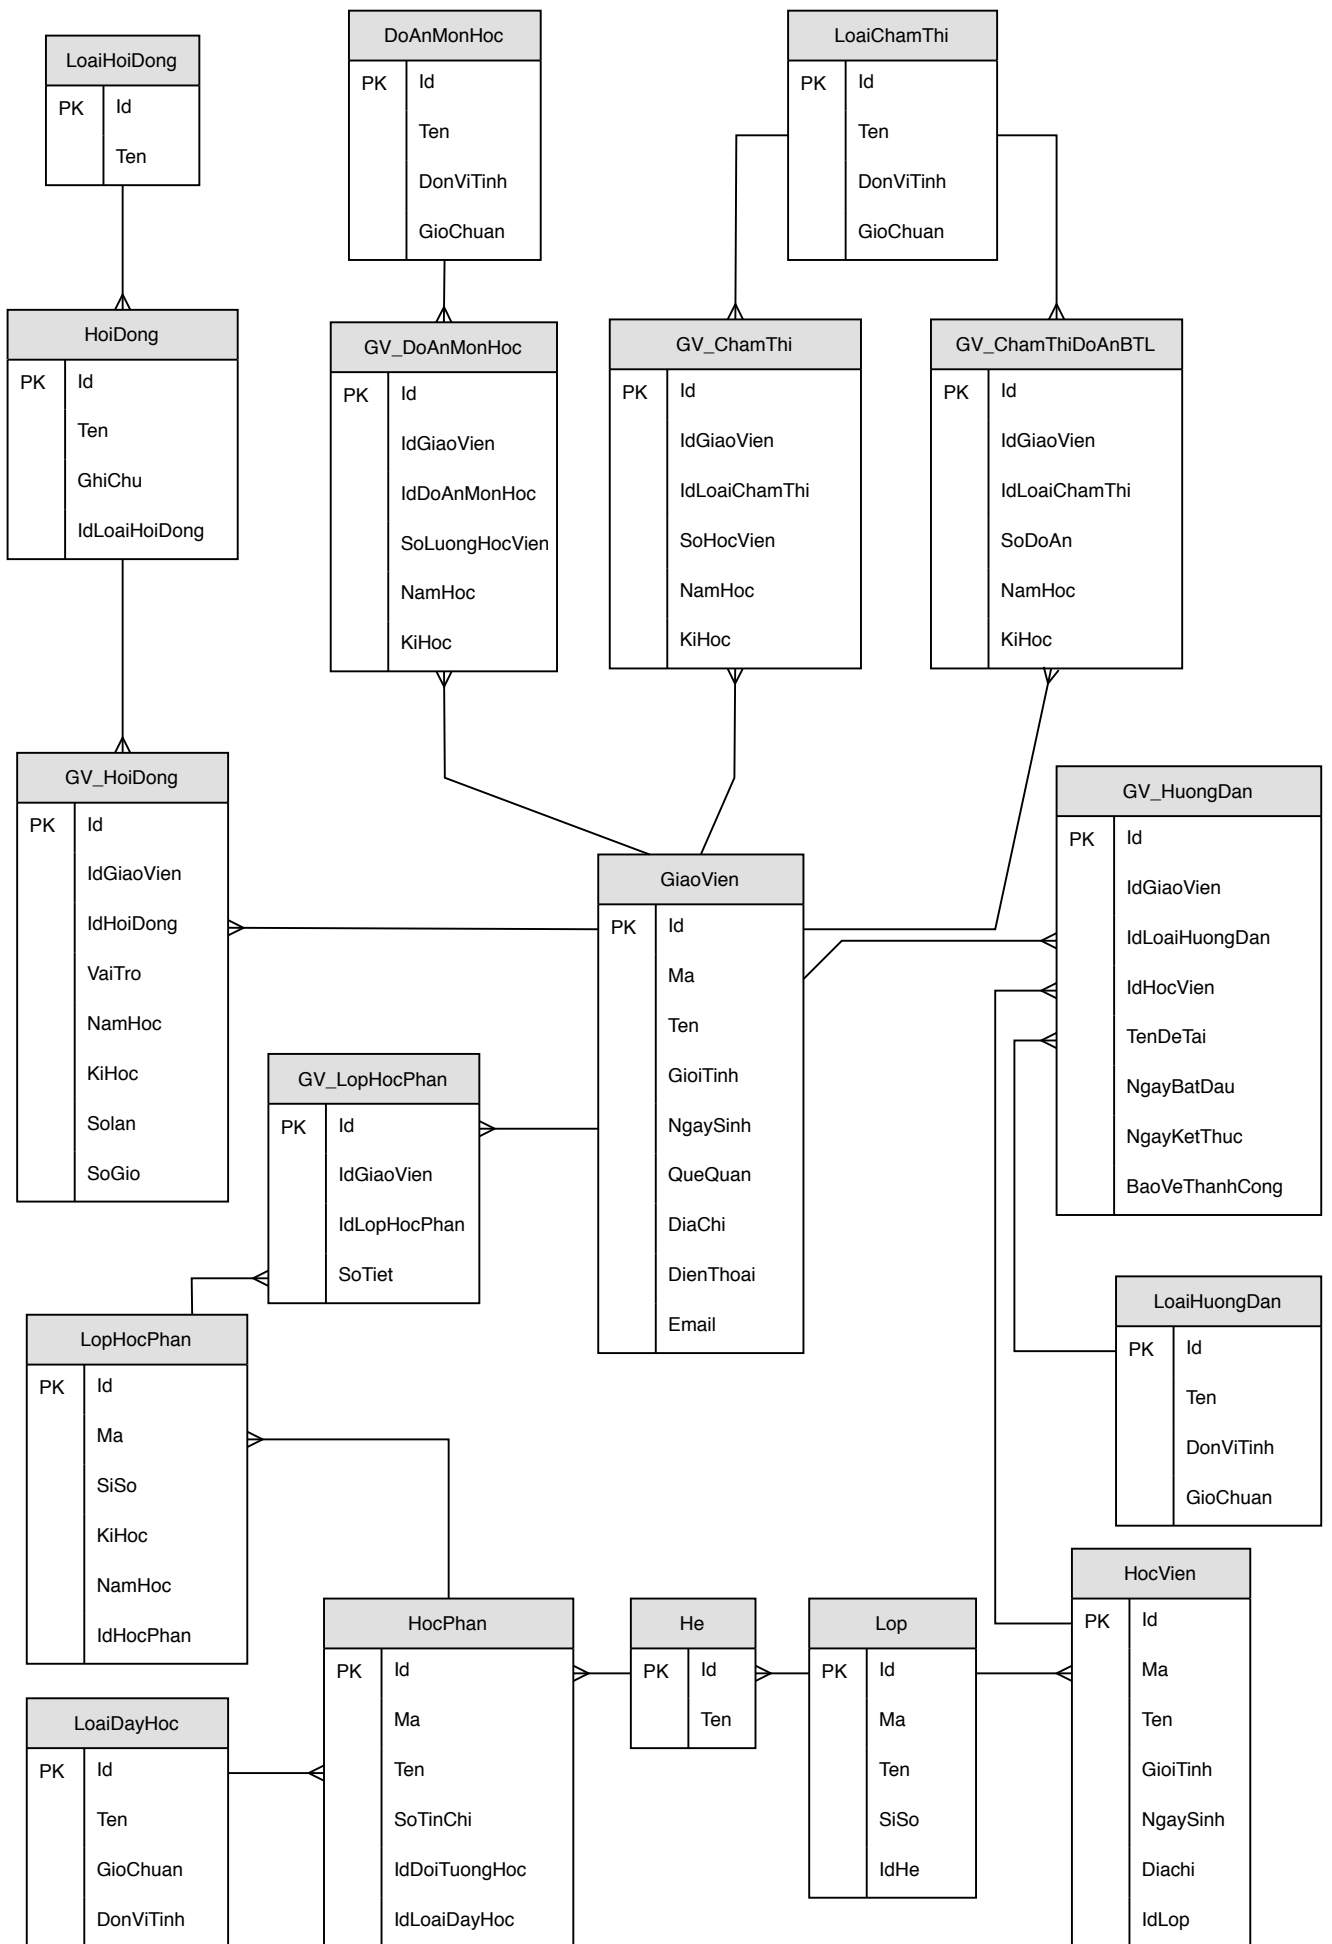 LoaiHoiDong
PK Id
Ten
DoAnMonHoc
PK Id
Ten
DonViTinh
GioChuan
LoaiChamThi
PK Id
Ten
DonViTinh
GioChuan
HoiDong
PK Id
Ten
GhiChu
IdLoaiHoiDong
GV_DoAnMonHoc
PK Id
IdGiaoVien
IdDoAnMonHoc
SoLuongHocVien
NamHoc
KiHoc
GV_ChamThi
PK Id
IdGiaoVien
IdLoaiChamThi
SoHocVien
NamHoc
KiHoc
GV_ChamThiDoAnBTL
PK Id
IdGiaoVien
IdLoaiChamThi
SoDoAn
NamHoc
KiHoc
GV_HoiDong
PK Id
IdGiaoVien
IdHoiDong
VaiTro
NamHoc
KiHoc
Solan
SoGio
GiaoVien
PK Id
Ma
Ten
GioiTinh
NgaySinh
QueQuan
DiaChi
DienThoai
Email
GV_HuongDan
PK Id
IdGiaoVien
IdLoaiHuongDan
IdHocVien
TenDeTai
NgayBatDau
NgayKetThuc
BaoVeThanhCong
GV_LopHocPhan
PK Id
IdGiaoVien
IdLopHocPhan
SoTiet
LoaiHuongDan
PK Id
Ten
DonViTinh
GioChuan
LopHocPhan
PK Id
Ma
SiSo
KiHoc
NamHoc
IdHocPhan
HocPhan
PK Id
Ma
Ten
SoTinChi
IdDoiTuongHoc
IdLoaiDayHoc
He
PK Id
Ten
Lop
PK Id
Ma
Ten
SiSo
IdHe
HocVien
PK Id
Ma
Ten
GioiTinh
NgaySinh
Diachi
IdLop
LoaiDayHoc
PK Id
Ten
GioChuan
DonViTinh